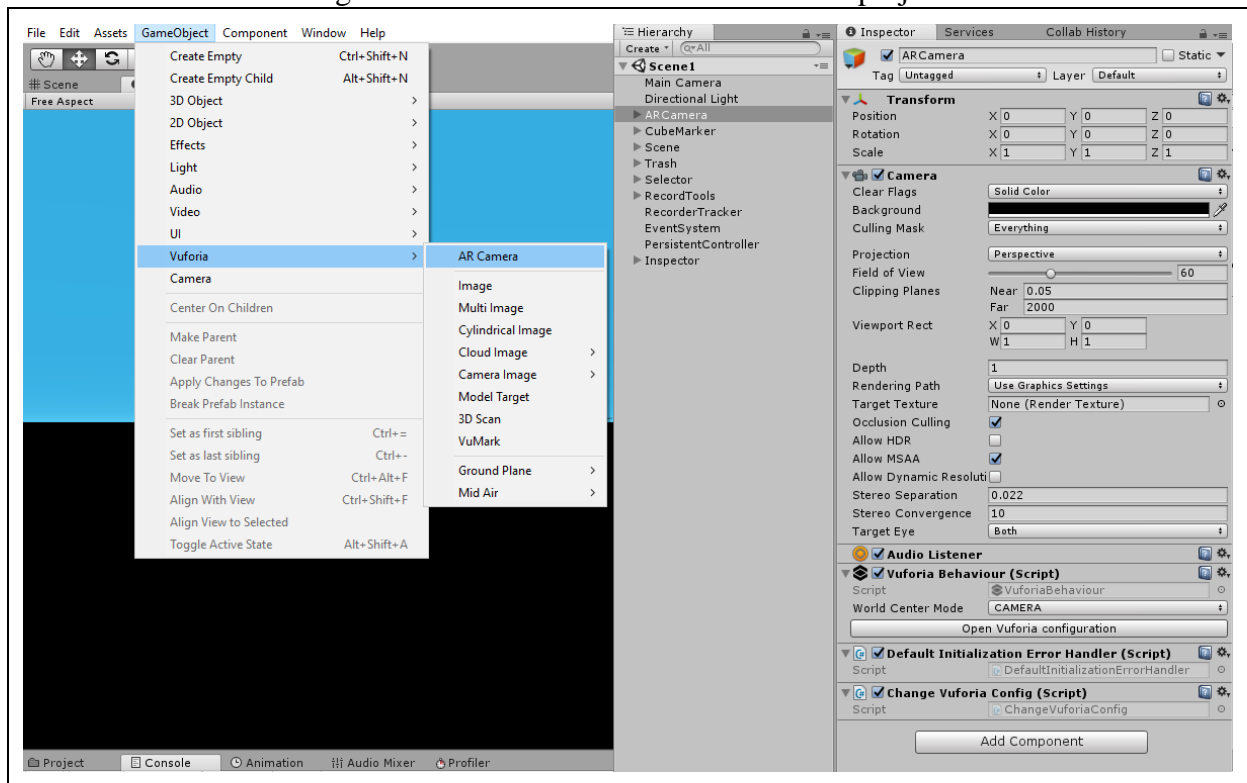 File Edit Assets GameObject Component Window Help
# Scene
Free Aspect
Create Empty Ctrl+Shift+N
Create Empty Child Alt+Shift+N
3D Object >
2D Object >
Effects >
Light >
Audio >
Video >
UI >
Vuforia >
Camera
Center On Children
Make Parent
Clear Parent
Apply Changes To Prefab
Break Prefab Instance
Set as first sibling Ctrl+=
Set as last sibling Ctrl+-
Move To View Ctrl+Alt+F
Align With View Ctrl+Shift+F
Align View to Selected
Toggle Active State Alt+Shift+A
AR Camera
Image
Multi Image
Cylindrical Image
Cloud Image >
Camera Image >
Model Target
3D Scan
VuMark
Ground Plane >
Mid Air >
Project Console Animation Audio Mixer Profiler
Hierarchy
Create All
Scene1
Main Camera
Directional Light
ARCamera
CubeMarker
Scene
Trash
Selector
RecordTools
RecorderTracker
EventSystem
PersistentController
Inspector
Inspector Services Collab History
ARCamera Static
Tag Untagged Layer Default
Transform
Position X 0 Y 0 Z 0
Rotation X 0 Y 0 Z 0
Scale X 1 Y 1 Z 1
Camera
Clear Flags Solid Color
Background
Culling Mask Everything
Projection Perspective
Field of View 60
Clipping Planes Near 0.05
Far 2000
Viewport Rect X 0 Y 0
W 1 H 1
Depth 1
Rendering Path Use Graphics Settings
Target Texture None (Render Texture)
Occlusion Culling
Allow HDR
Allow MSAA
Allow Dynamic Resoluti
Stereo Separation 0.022
Stereo Convergence 10
Target Eye Both
Audio Listener
Vuforia Behaviour (Script)
Script VuforiaBehaviour
World Center Mode CAMERA
Open Vuforia configuration
Default Initialization Error Handler (Script)
Script DefaultInitializationErrorHandler
Change Vuforia Config (Script)
Script ChangeVuforiaConfig
Add Component